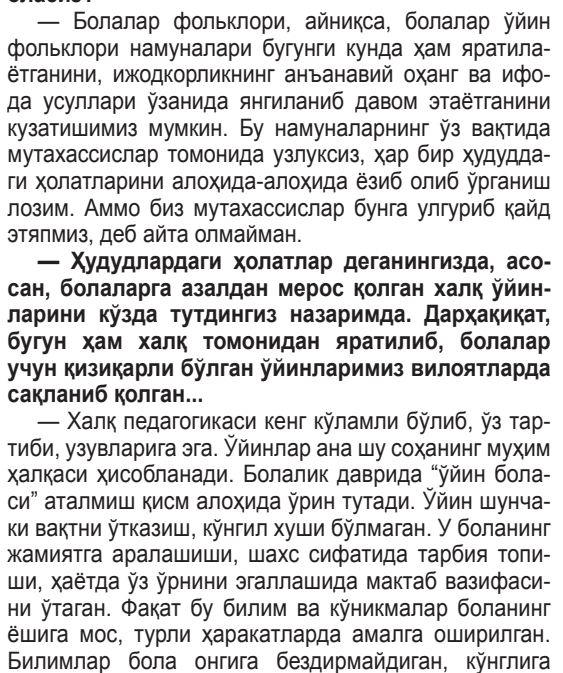 — Болалар фольклори, айниқса, болалар ўйин
фольклори намуналари бугунги кунда ҳам яратила-
ётганини, ижодкорликнинг анъанавий оҳанг ва ифо-
да усуллари ўзанида янгиланиб давом этаётганини
кузатишимиз мумкин. Бу намуналарнинг ўз вақтида
мутахассислар томонида узлуксиз, ҳар бир ҳудудда-
ги ҳолатларини алоҳида-алоҳида ёзиб олиб ўрганиш
лозим. Аммо биз мутахассислар бунга улгуриб қайд
этяпмиз, деб айта олмайман.
— Ҳудудлардаги ҳолатлар деганингизда, асо-
сан, болаларга азалдан мерос қолган халқ ўйин-
ларини кўзда тутдингиз назаримда. Дарҳақиқат,
бугун ҳам халқ томонидан яратилиб, болалар
учун қизиқарли бўлган ўйинларимиз вилоятларда
сақланиб қолган...
— Халқ педагогикаси кенг кўламли бўлиб, ўз тар-
тиби, узувларига эга. Ўйинлар ана шу соҳанинг муҳим
ҳалқаси ҳисобланади. Болалик даврида “ўйин бола-
си” аталмиш қисм алоҳида ўрин тутади. Ўйин шунча-
ки вақтни ўтказиш, кўнгил хуши бўлмаган. У боланинг
жамиятга аралашиши, шахс сифатида тарбия топи-
ши, ҳаётда ўз ўрнини эгаллашида мактаб вазифаси-
ни ўтаган. Фақат бу билим ва кўникмалар боланинг
ёшига мос, турли ҳаракатларда амалга оширилган.
Билимлар бола онгига бездирмайдиган, кўнглига